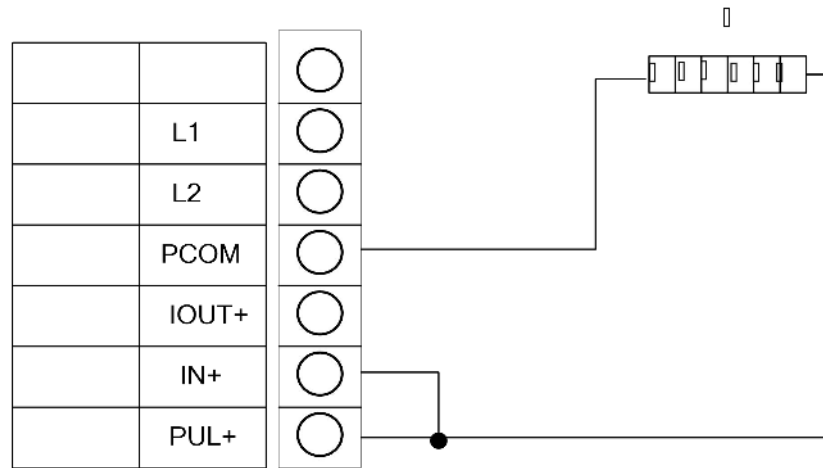 L1
L2
PCOM
IOUT+
IN+
PUL+